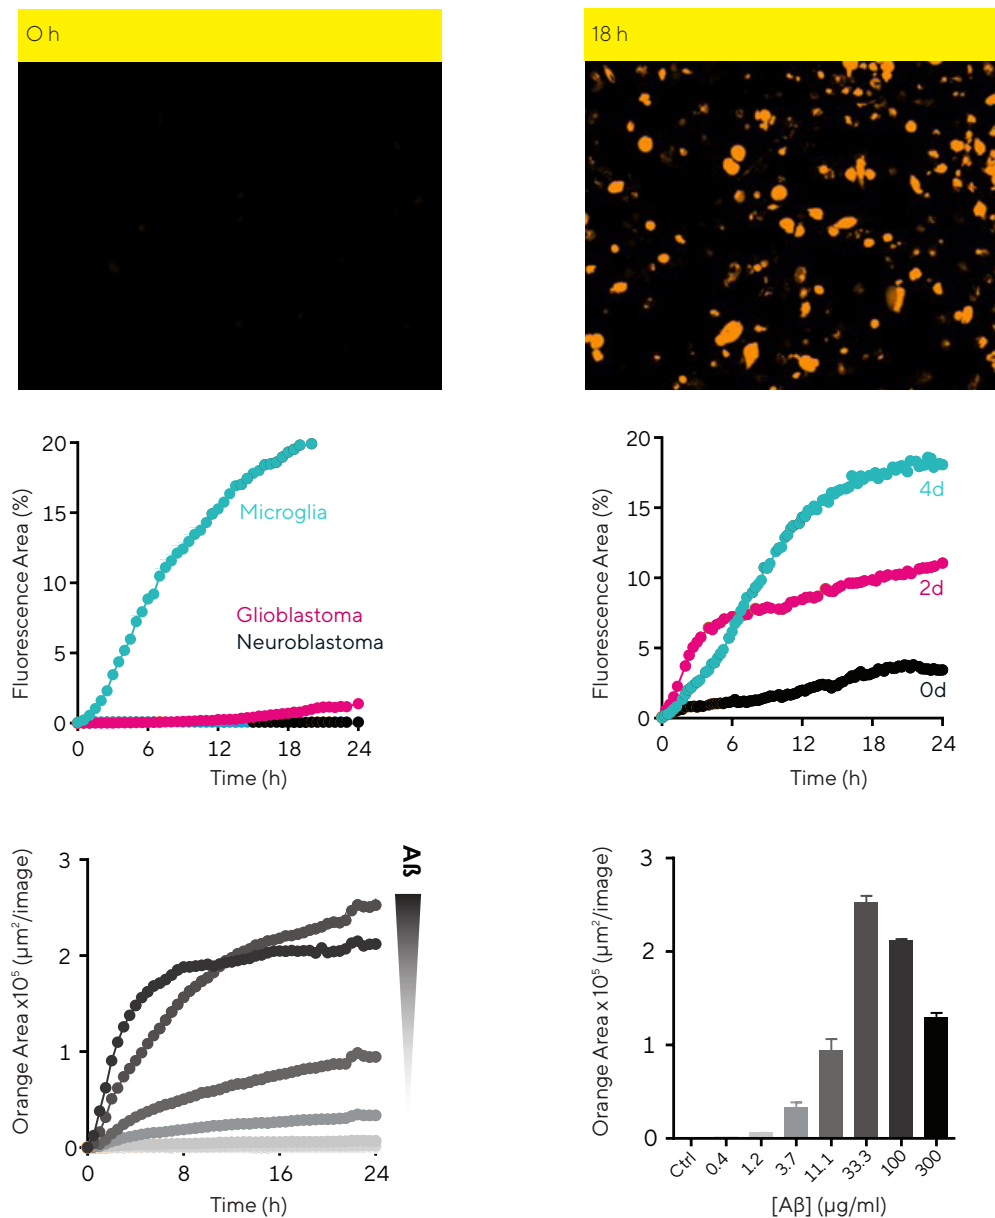 0 h
18 h
Fluorescence Area (%)
20
15
10
5
0
Microglia
Glioblastoma
Neuroblastoma
0 6 12 18 24
Time (h)
Fluorescence Area (%)
20
15
10
5
0
4d
2d
0d
0 6 12 18 24
Time (h)
Orange Area x10⁵ (µm²/image)
3
2
1
0
Aß
0 8 16 24
Time (h)
Orange Area x 10⁵ (µm²/image)
3
2
1
0
Ctrl 0.4 1.2 3.7 11.1 33.3 100 300
[Aβ] (µg/ml)